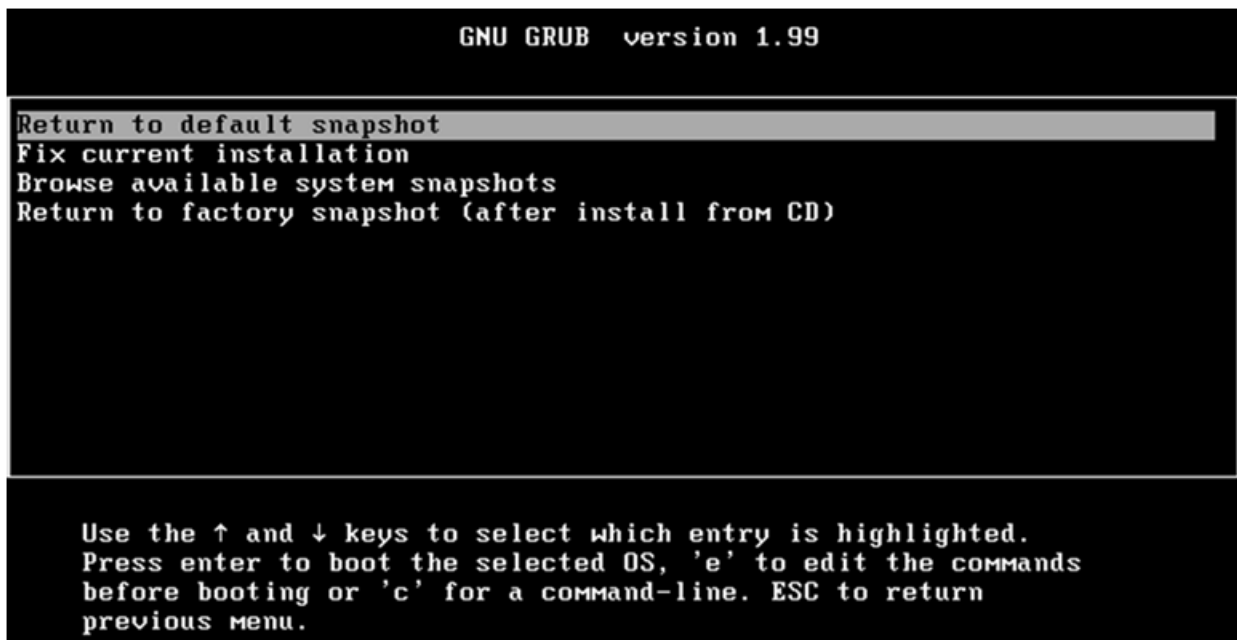 GNU GRUB version 1.99
Return to default snapshot
Fix current installation
Browse available system snapshots
Return to factory snapshot (after install from CD)
Use the ↑ and ↓ keys to select which entry is highlighted.
Press enter to boot the selected OS, 'e' to edit the commands
before booting or 'c' for a command-line. ESC to return
previous menu.